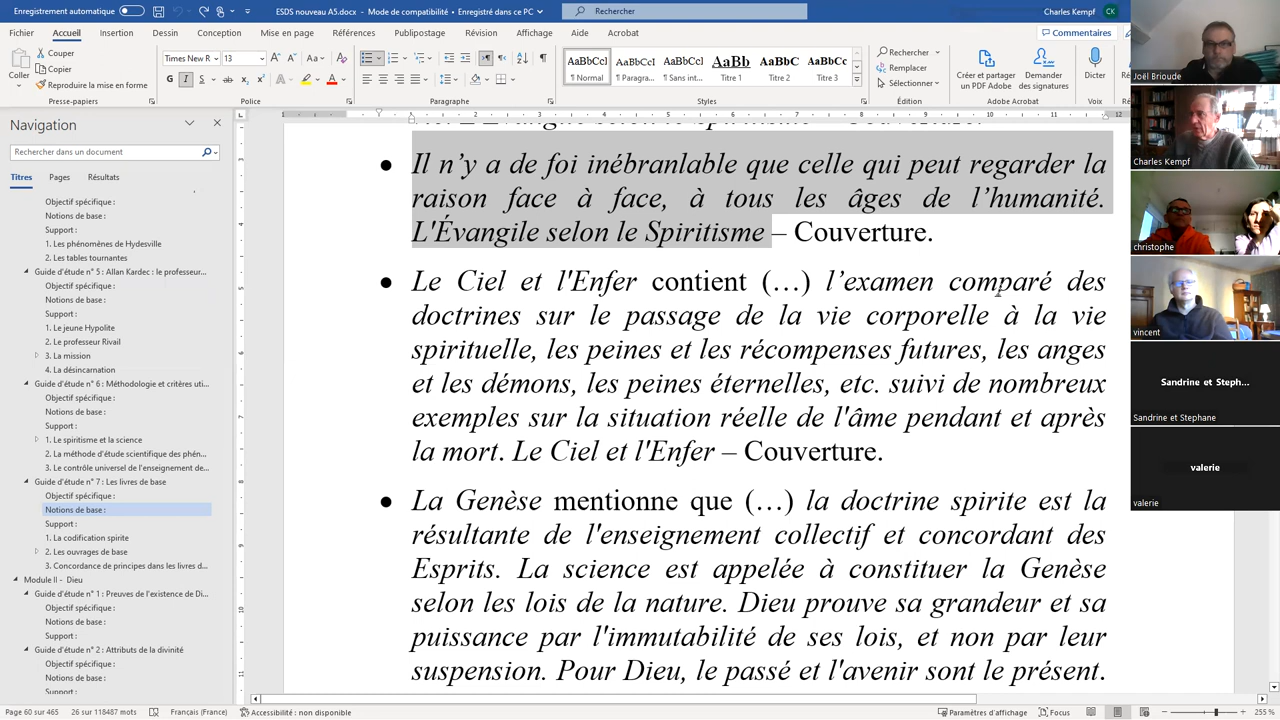 Enregistrement automatique
ESDS nouveau A5.docx • Mode de compatibilité • Enregistré dans ce PC
Rechercher
Charles Kempf
CK
Fichier Accueil Insertion Dessin Conception Mise en page Références Publipostage Révision Affichage Aide Acrobat
Commentaires
Coller
Couper
Copier
Reproduire la mise en forme
Presse-papiers
Times New R 13
G I S
Police
Paragraphe
AaBbCcI AaBbCcI AaBbCcI AaBb AaBbC AaBbCc
¶ Normal ¶ Paragra... ¶ Sans int... Titre 1 Titre 2 Titre 3
Styles
Rechercher
Remplacer
Sélectionner
Édition
Créer et partager
un PDF Adobe
Demander
des signatures
Adobe Acrobat
Dicter
Navigation
Rechercher dans un document
Titres Pages Résultats
Objectif spécifique :
Notions de base :
Support :
1. Les phénomènes de Hydesville
2. Les tables tournantes
Guide d'étude n° 5 : Allan Kardec : le professeur...
Objectif spécifique :
Notions de base :
Support :
1. Le jeune Hypolite
2. Le professeur Rivail
3. La mission
4. La désincarnation
Guide d'étude n° 6 : Méthodologie et critères uti...
Objectif spécifique :
Notions de base :
Support :
1. Le spiritisme et la science
2. La méthode d'étude scientifique des phén...
3. Le contrôle universel de l'enseignement de...
Guide d'étude n° 7 : Les livres de base
Objectif spécifique :
Notions de base :
Support :
1. La codification spirite
2. Les ouvrages de base
3. Concordance de principes dans les livres d...
Module II - Dieu
Guide d'étude n° 1 : Preuves de l'existence de Di...
Objectif spécifique :
Notions de base :
Support :
Guide d'étude n° 2 : Attributs de la divinité
Objectif spécifique :
Notions de base :
• Il n’y a de foi inébranlable que celle qui peut regarder la
raison face à face, à tous les âges de l’humanité.
L'Évangile selon le Spiritisme – Couverture.
• Le Ciel et l'Enfer contient (…) l’examen comparé des
doctrines sur le passage de la vie corporelle à la vie
spirituelle, les peines et les récompenses futures, les anges
et les démons, les peines éternelles, etc. suivi de nombreux
exemples sur la situation réelle de l'âme pendant et après
la mort. Le Ciel et l'Enfer – Couverture.
• La Genèse mentionne que (…) la doctrine spirite est la
résultante de l'enseignement collectif et concordant des
Esprits. La science est appelée à constituer la Genèse
selon les lois de la nature. Dieu prouve sa grandeur et sa
puissance par l'immutabilité de ses lois, et non par leur
suspension. Pour Dieu, le passé et l'avenir sont le présent.
Joël Brioude
Charles Kempf
christophe
vincent
Sandrine et Steph...
Sandrine et Stephane
valerie
valerie
Page 60 sur 465
26 sur 118487 mots
Français (France)
Accessibilité : non disponible
Paramètres d'affichage
Focus
255 %